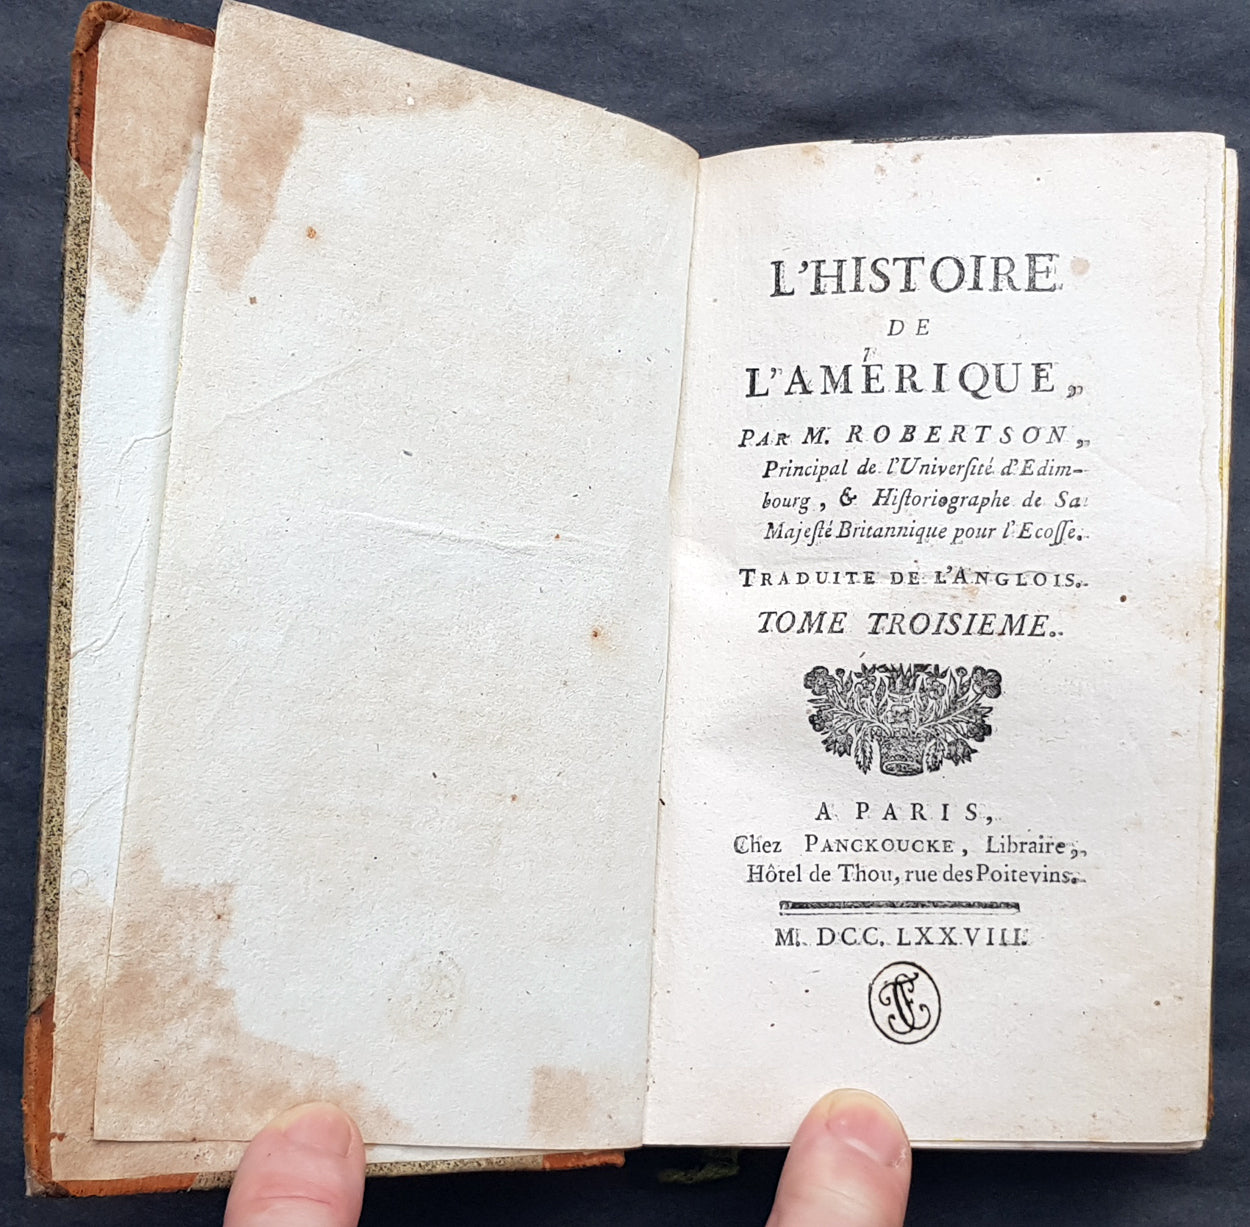 L'HISTOIRE
DE
L'AMÉRIQUE,
PAR M. ROBERTSON,
Principal de l'Univerſité d'Edim-
bourg, & Hiſtoriographe de Sa
Majeſté Britannique pour l'Ecoſſe.
TRADUITE DE L'ANGLOIS.
TOME TROISIEME.
A PARIS,
Chez PANCKOUCKE, Libraire,
Hôtel de Thou, rue des Poitevins.
M. DCC. LXXVIII.